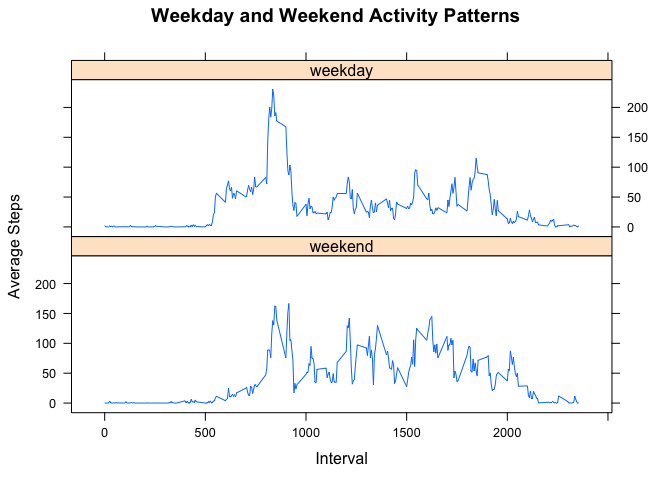 Weekday and Weekend Activity Patterns
weekday
200
150
100
50
0
weekend
200
150
100
50
0
Average Steps
0 500 1000 1500 2000
Interval